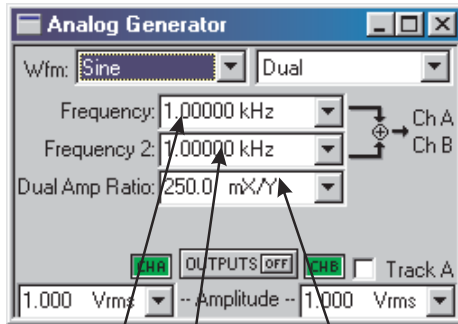 Analog Generator
Wfm: Sine Dual
Frequency: 1.00000 kHz
Ch A
Frequency 2: 1.00000 kHz
Ch B
Dual Amp Ratio: 250.0 mX/Y
CHA OUTPUTS OFF CHB Track A
1.000 Vrms -- Amplitude -- 1.000 Vrms